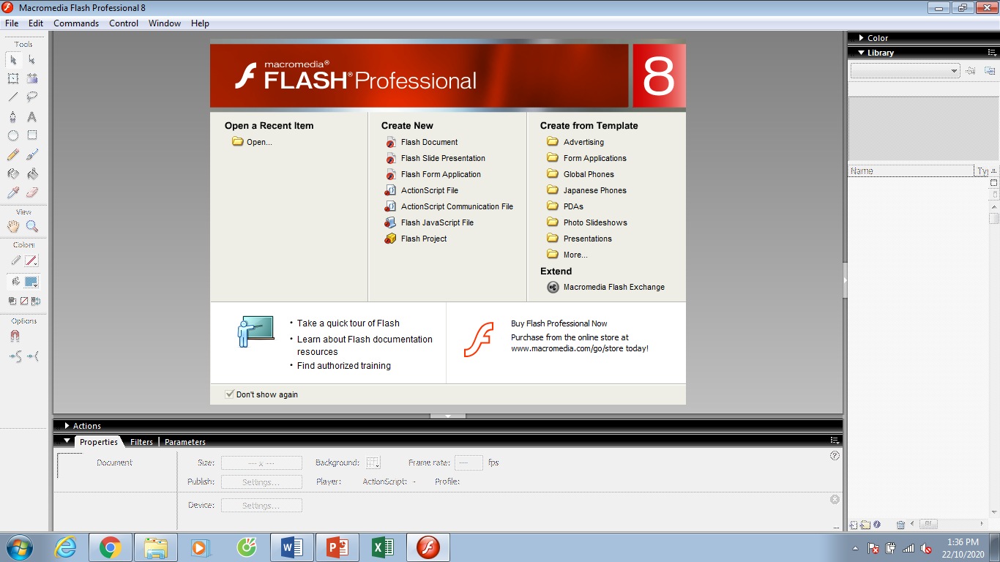 Macromedia Flash Professional 8
File Edit Commands Control Window Help
Tools
View
Colors
Options
macromedia®
FLASH® Professional
8
Open a Recent Item
Open...
Create New
Flash Document
Flash Slide Presentation
Flash Form Application
ActionScript File
ActionScript Communication File
Flash JavaScript File
Flash Project
Create from Template
Advertising
Form Applications
Global Phones
Japanese Phones
PDAs
Photo Slideshows
Presentations
More...
Extend
Macromedia Flash Exchange
• Take a quick tour of Flash
• Learn about Flash documentation
resources
• Find authorized training
Buy Flash Professional Now
Purchase from the online store at
www.macromedia.com/go/store today!
Don't show again
Color
Library
Name Ty
Actions
Properties Filters Parameters
Document
Size: --- x --- Background: Frame rate: --- fps
Publish: Settings... Player: ActionScript: - Profile:
Device: Settings...
1:36 PM
22/10/2020